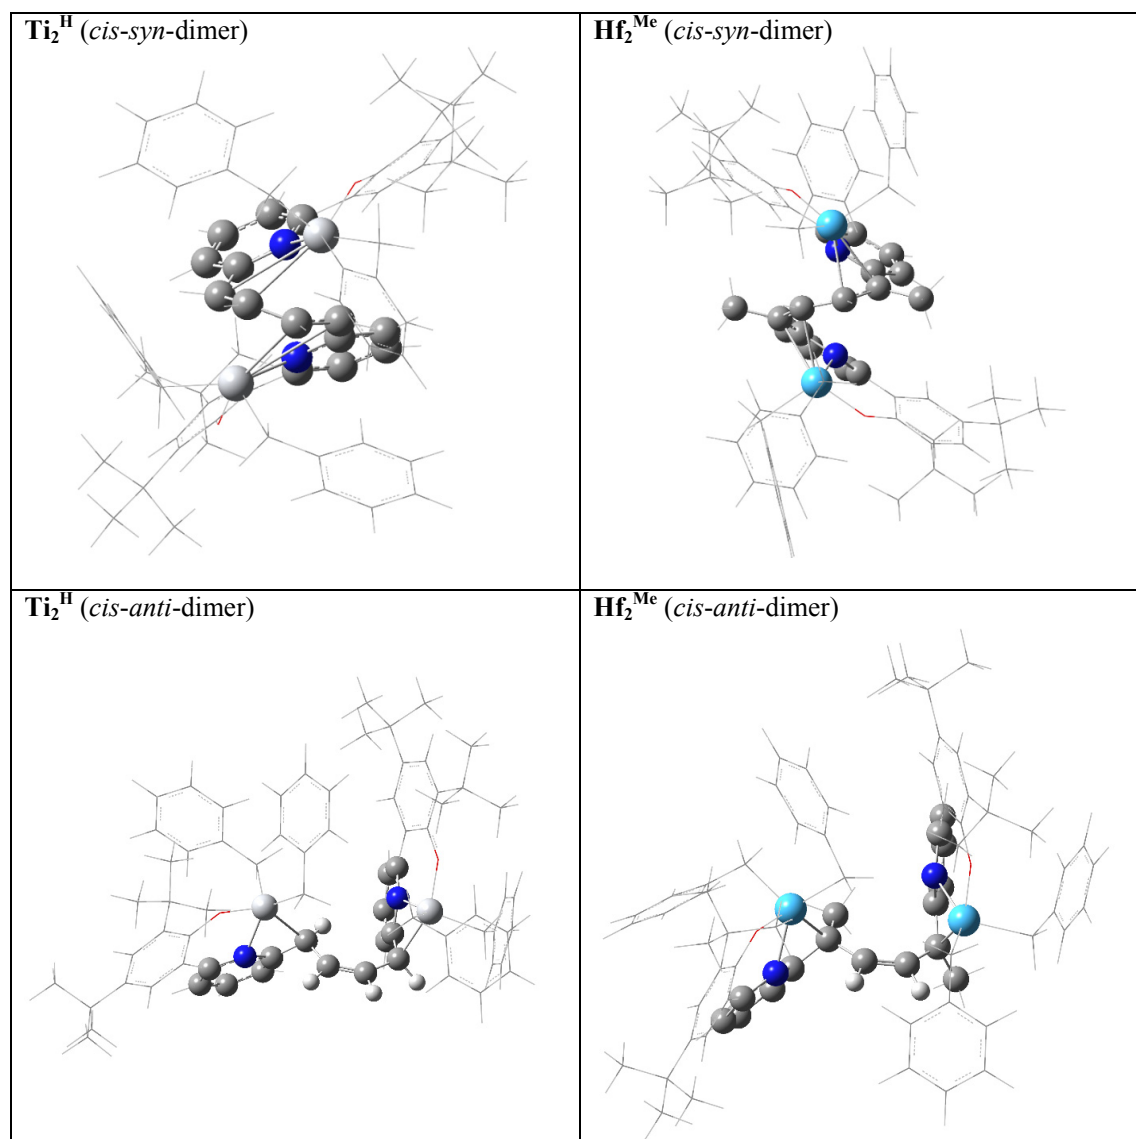 Ti₂ᴴ (cis-syn-dimer)
Hf₂ᴹᵉ (cis-syn-dimer)
Ti₂ᴴ (cis-anti-dimer)
Hf₂ᴹᵉ (cis-anti-dimer)